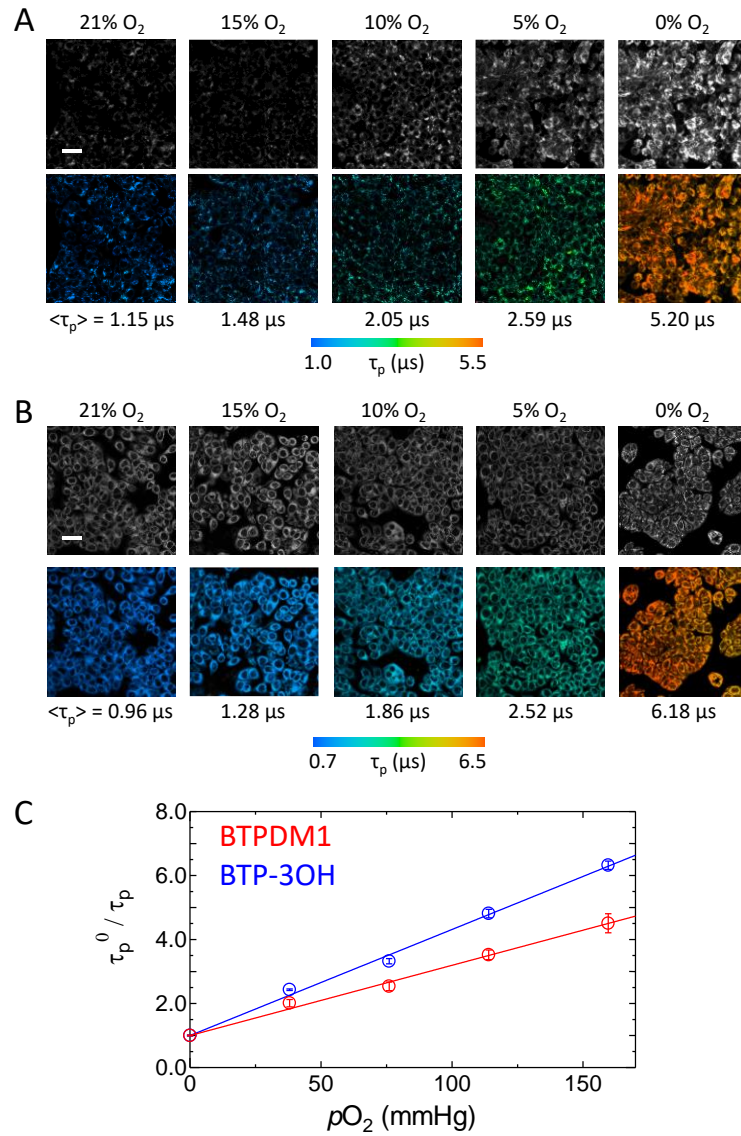 A
21% O₂ 15% O₂ 10% O₂ 5% O₂ 0% O₂
<τp> = 1.15 μs 1.48 μs 2.05 μs 2.59 μs 5.20 μs
1.0 τp (μs) 5.5
B
21% O₂ 15% O₂ 10% O₂ 5% O₂ 0% O₂
<τp> = 0.96 μs 1.28 μs 1.86 μs 2.52 μs 6.18 μs
0.7 τp (μs) 6.5
C
8.0
BTPDM1
BTP-3OH
6.0
4.0
2.0
0.0
τp⁰ / τp
0 50 100 150
pO₂ (mmHg)